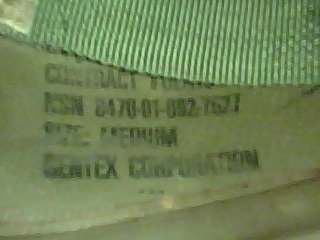 CONTRACT
NSN 8470-01-092-7527
SIZE: MEDIUM
GENTEX CORPORATION